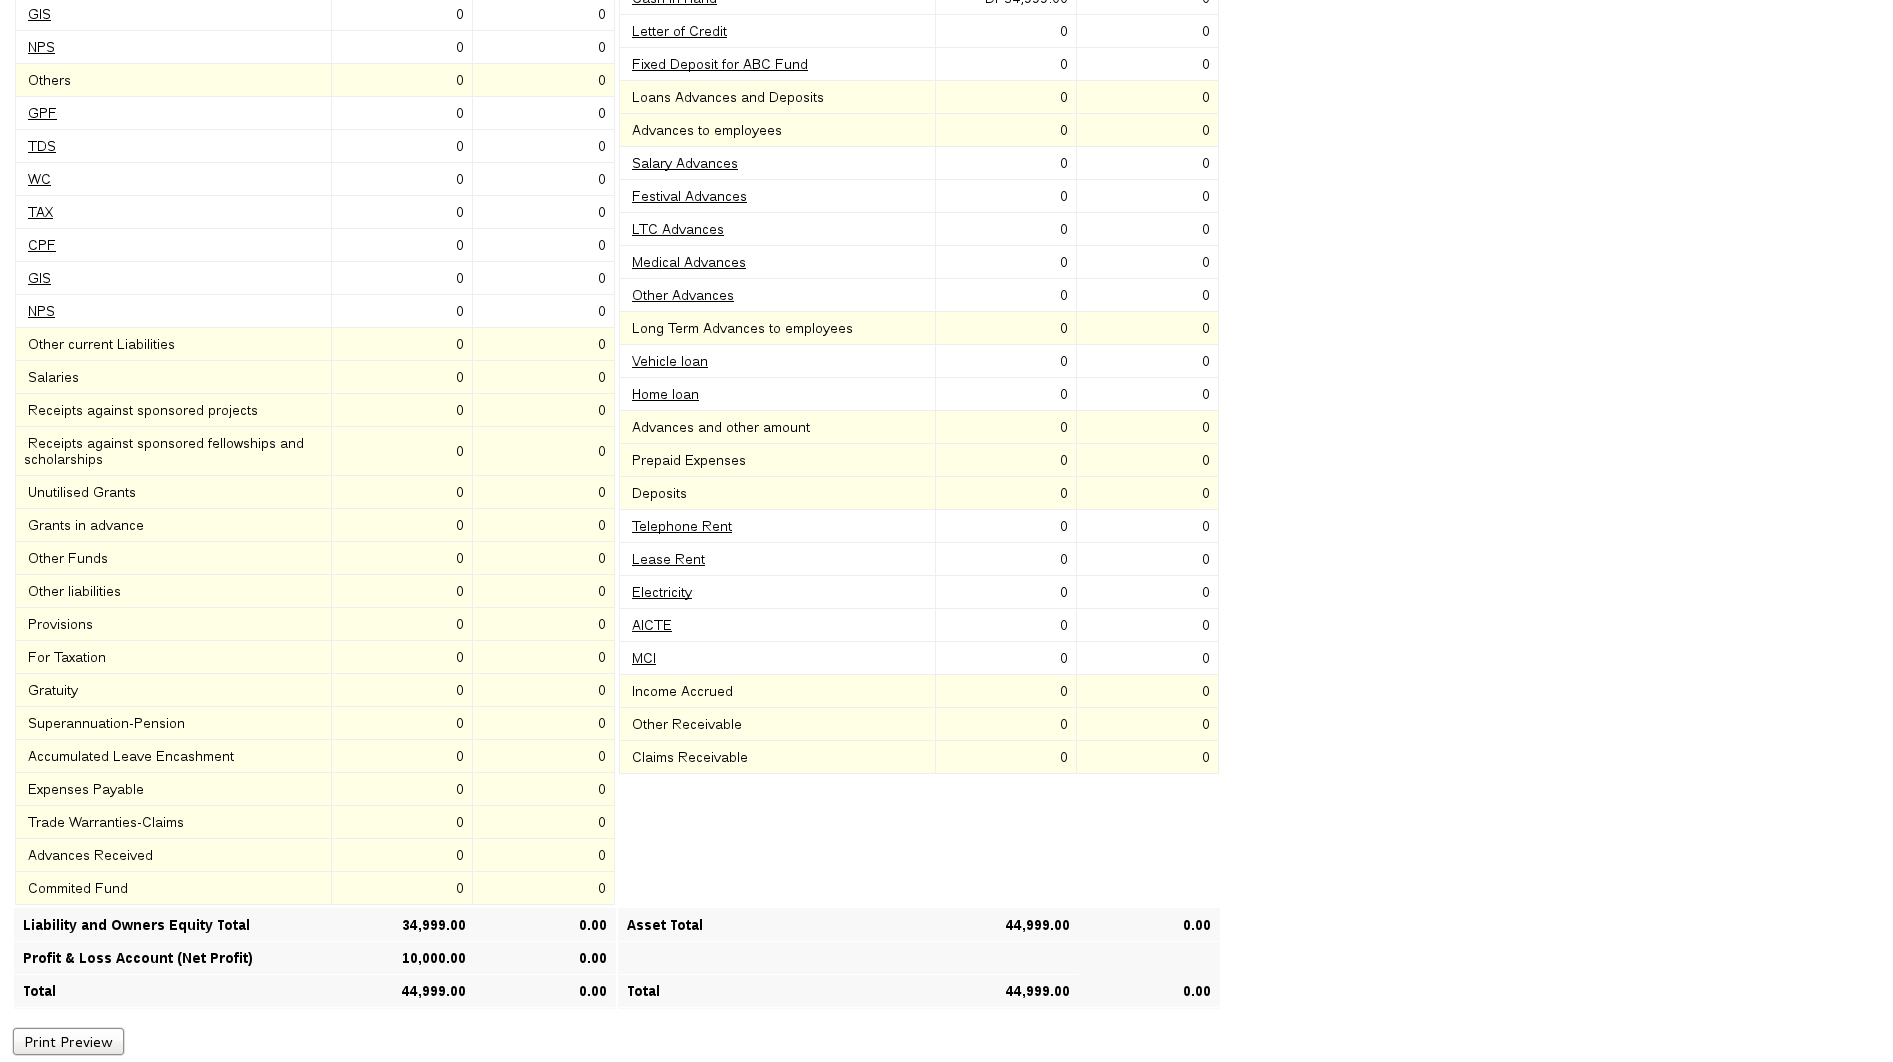 GIS 0 0
NPS 0 0
Others 0 0
GPF 0 0
TDS 0 0
WC 0 0
TAX 0 0
CPF 0 0
GIS 0 0
NPS 0 0
Other current Liabilities 0 0
Salaries 0 0
Receipts against sponsored projects 0 0
Receipts against sponsored fellowships and
scholarships 0 0
Unutilised Grants 0 0
Grants in advance 0 0
Other Funds 0 0
Other liabilities 0 0
Provisions 0 0
For Taxation 0 0
Gratuity 0 0
Superannuation-Pension 0 0
Accumulated Leave Encashment 0 0
Expenses Payable 0 0
Trade Warranties-Claims 0 0
Advances Received 0 0
Commited Fund 0 0
Cash in Hand Dr 34,999.00 0
Letter of Credit 0 0
Fixed Deposit for ABC Fund 0 0
Loans Advances and Deposits 0 0
Advances to employees 0 0
Salary Advances 0 0
Festival Advances 0 0
LTC Advances 0 0
Medical Advances 0 0
Other Advances 0 0
Long Term Advances to employees 0 0
Vehicle loan 0 0
Home loan 0 0
Advances and other amount 0 0
Prepaid Expenses 0 0
Deposits 0 0
Telephone Rent 0 0
Lease Rent 0 0
Electricity 0 0
AICTE 0 0
MCI 0 0
Income Accrued 0 0
Other Receivable 0 0
Claims Receivable 0 0
Liability and Owners Equity Total 34,999.00 0.00 Asset Total 44,999.00 0.00
Profit & Loss Account (Net Profit) 10,000.00 0.00
Total 44,999.00 0.00 Total 44,999.00 0.00
Print Preview